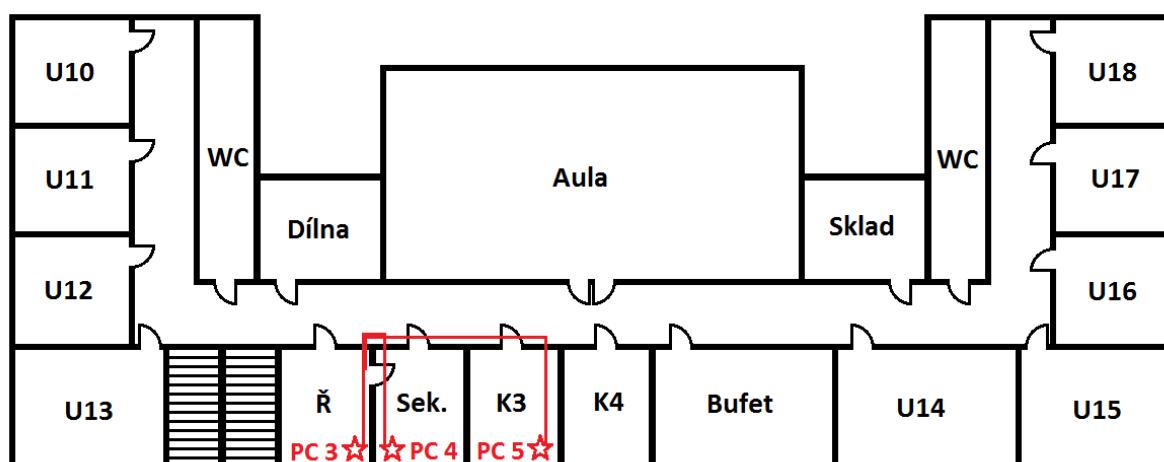 U10
U18
WC
Aula
WC
U11
U17
Dílna
Sklad
U12
U16
U13
Ř
Sek.
K3
K4
Bufet
U14
U15
PC 3
PC 4
PC 5